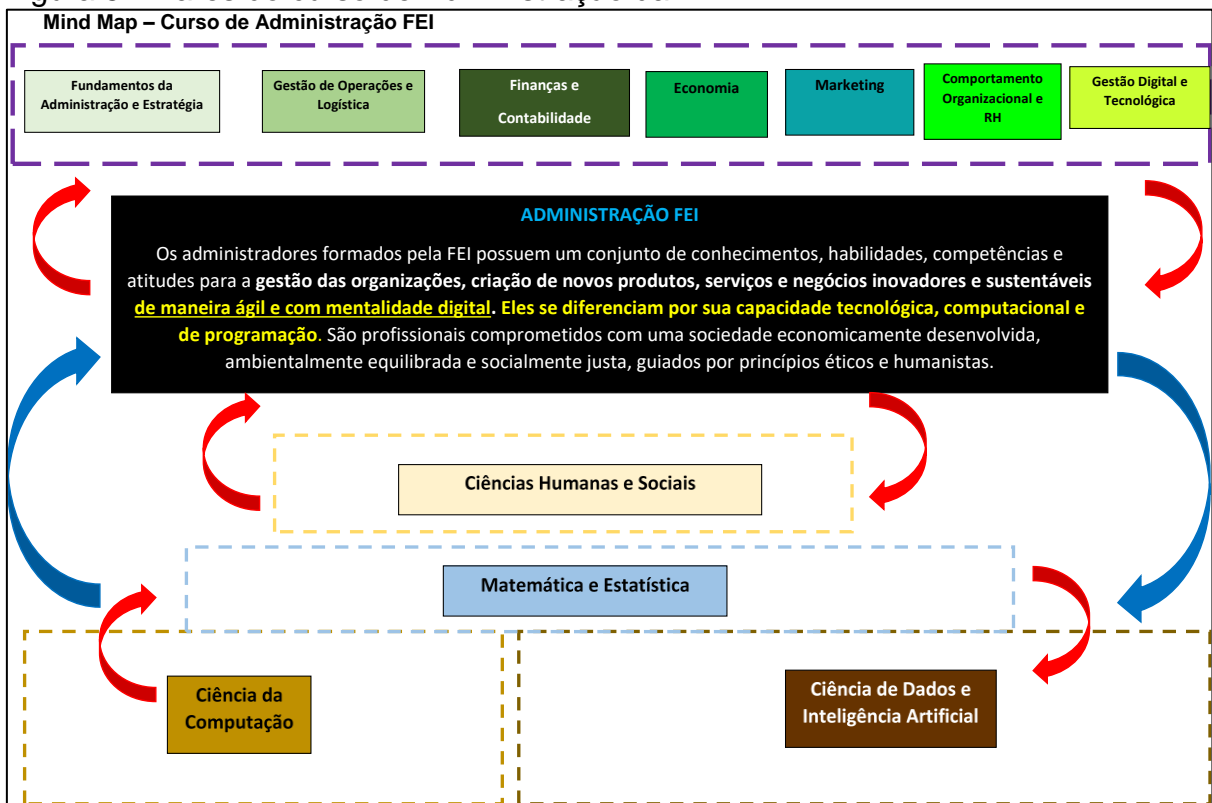 Mind Map – Curso de Administração FEI
Fundamentos da
Administração e Estratégia
Gestão de Operações e
Logística
Finanças e
Contabilidade
Economia
Marketing
Comportamento
Organizacional e
RH
Gestão Digital e
Tecnológica
ADMINISTRAÇÃO FEI
Os administradores formados pela FEI possuem um conjunto de conhecimentos, habilidades, competências e
atitudes para a gestão das organizações, criação de novos produtos, serviços e negócios inovadores e sustentáveis
de maneira ágil e com mentalidade digital. Eles se diferenciam por sua capacidade tecnológica, computacional e
de programação. São profissionais comprometidos com uma sociedade economicamente desenvolvida,
ambientalmente equilibrada e socialmente justa, guiados por princípios éticos e humanistas.
Ciências Humanas e Sociais
Matemática e Estatística
Ciência da
Computação
Ciência de Dados e
Inteligência Artificial